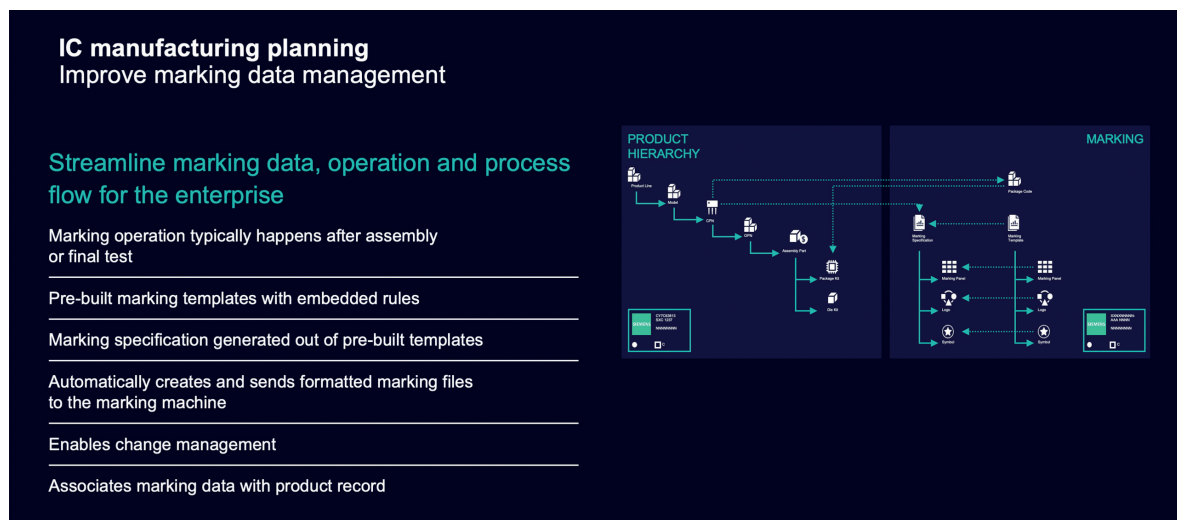 IC manufacturing planning
Improve marking data management
Streamline marking data, operation and process
flow for the enterprise
Marking operation typically happens after assembly
or final test
Pre-built marking templates with embedded rules
Marking specification generated out of pre-built templates
Automatically creates and sends formatted marking files
to the marking machine
Enables change management
Associates marking data with product record
PRODUCT
HIERARCHY
Product Line
Model
CPN
OPN
Assembly Part
Package Kit
Die Kit
SIEMENS
NNNNNNNN
C
MARKING
Package Code
Marking
Specification
Marking
Template
Marking Panel
Marking Panel
Logo
Logo
Symbol
Symbol
SIEMENS
AAA NNNN
NNNNNNNN
C